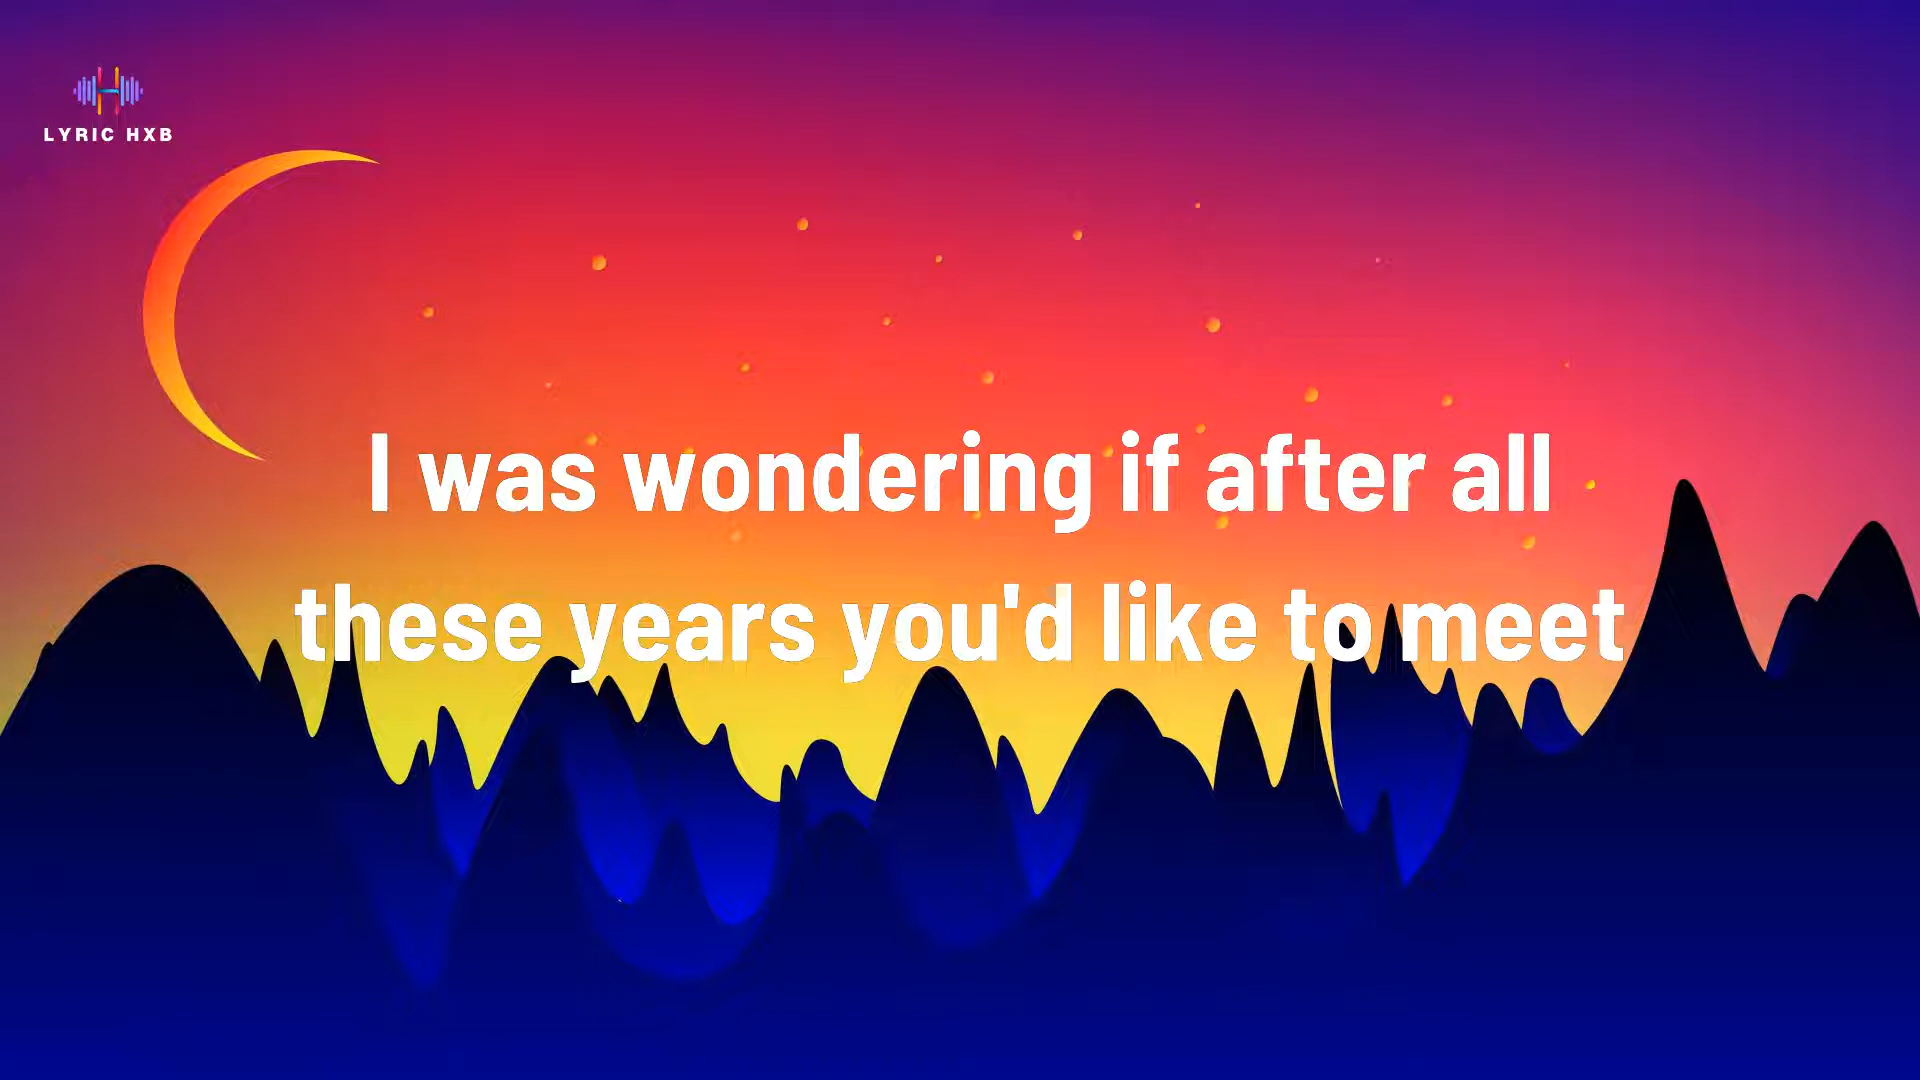 LYRIC HXB
I was wondering if after all
these years you'd like to meet